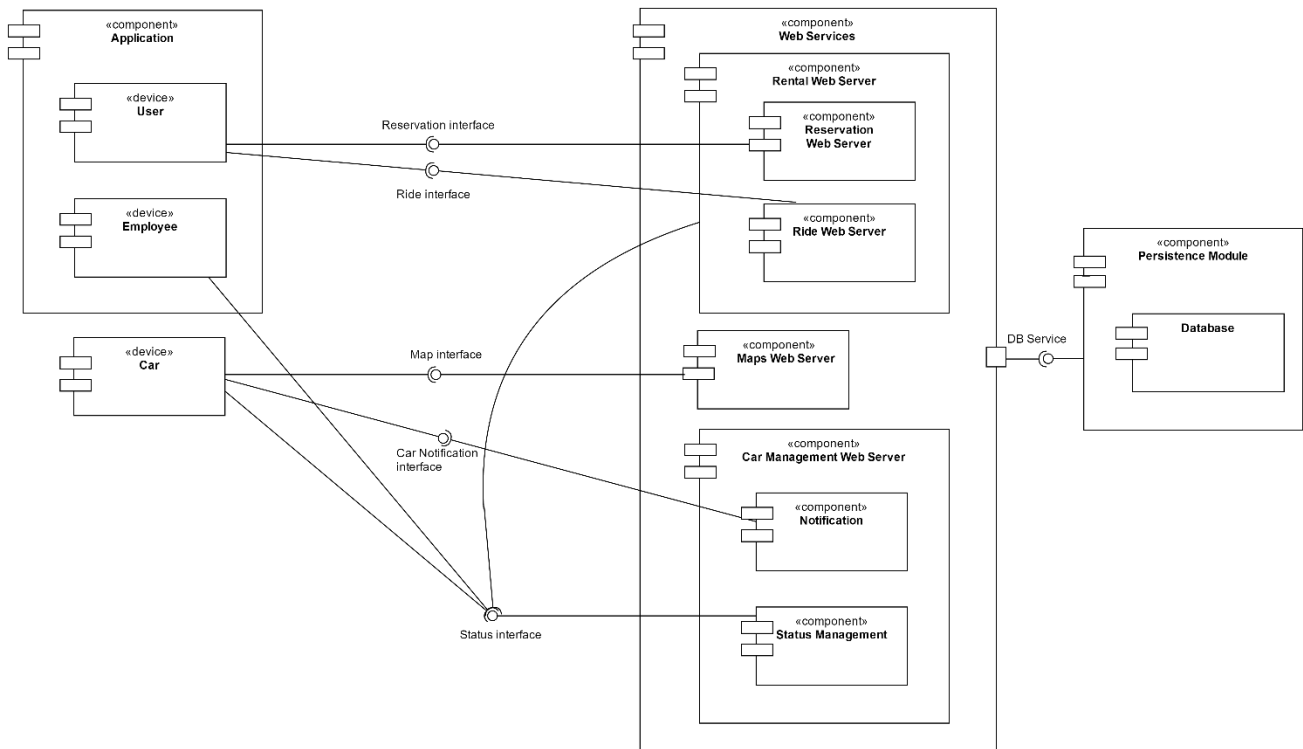 «component»
Application
«device»
User
«device»
Employee
«device»
Car
Reservation interface
Ride interface
Map interface
Car Notification
interface
Status interface
«component»
Web Services
«component»
Rental Web Server
«component»
Reservation
Web Server
«component»
Ride Web Server
«component»
Maps Web Server
«component»
Car Management Web Server
«component»
Notification
«component»
Status Management
DB Service
«component»
Persistence Module
Database